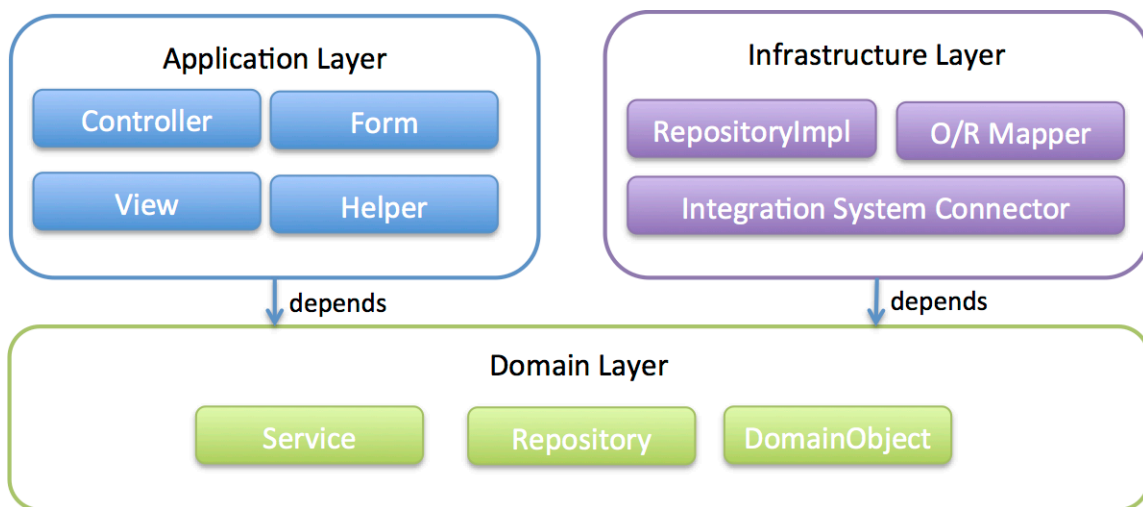 Application Layer
Controller
Form
View
Helper
Infrastructure Layer
RepositoryImpl
O/R Mapper
Integration System Connector
depends
depends
Domain Layer
Service
Repository
DomainObject